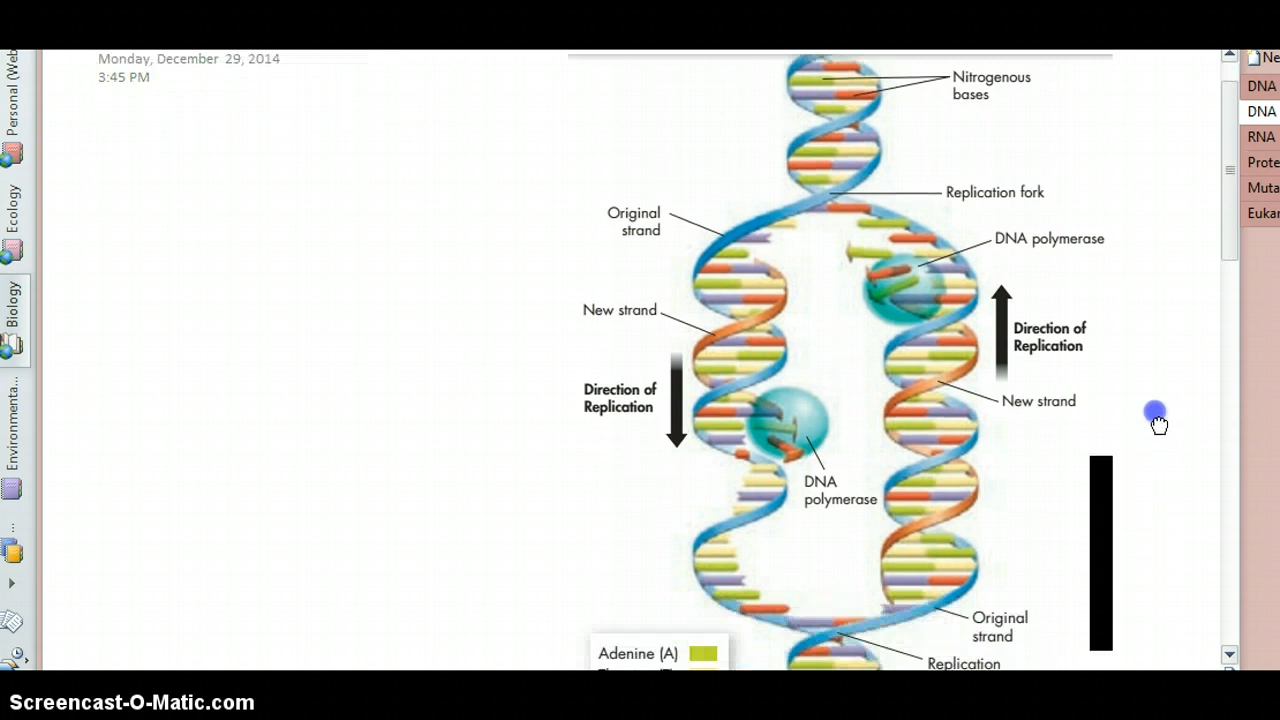 Monday, December 29, 2014
3:45 PM
Personal (Web
Ecology
Biology
Environmenta...
...
Nitrogenous
bases
Replication fork
Original
strand
DNA polymerase
New strand
Direction of
Replication
Direction of
Replication
New strand
DNA
polymerase
Original
strand
Replication
Adenine (A)
Ne
DNA
DNA
RNA
Prote
Muta
Eukar
Screencast-O-Matic.com